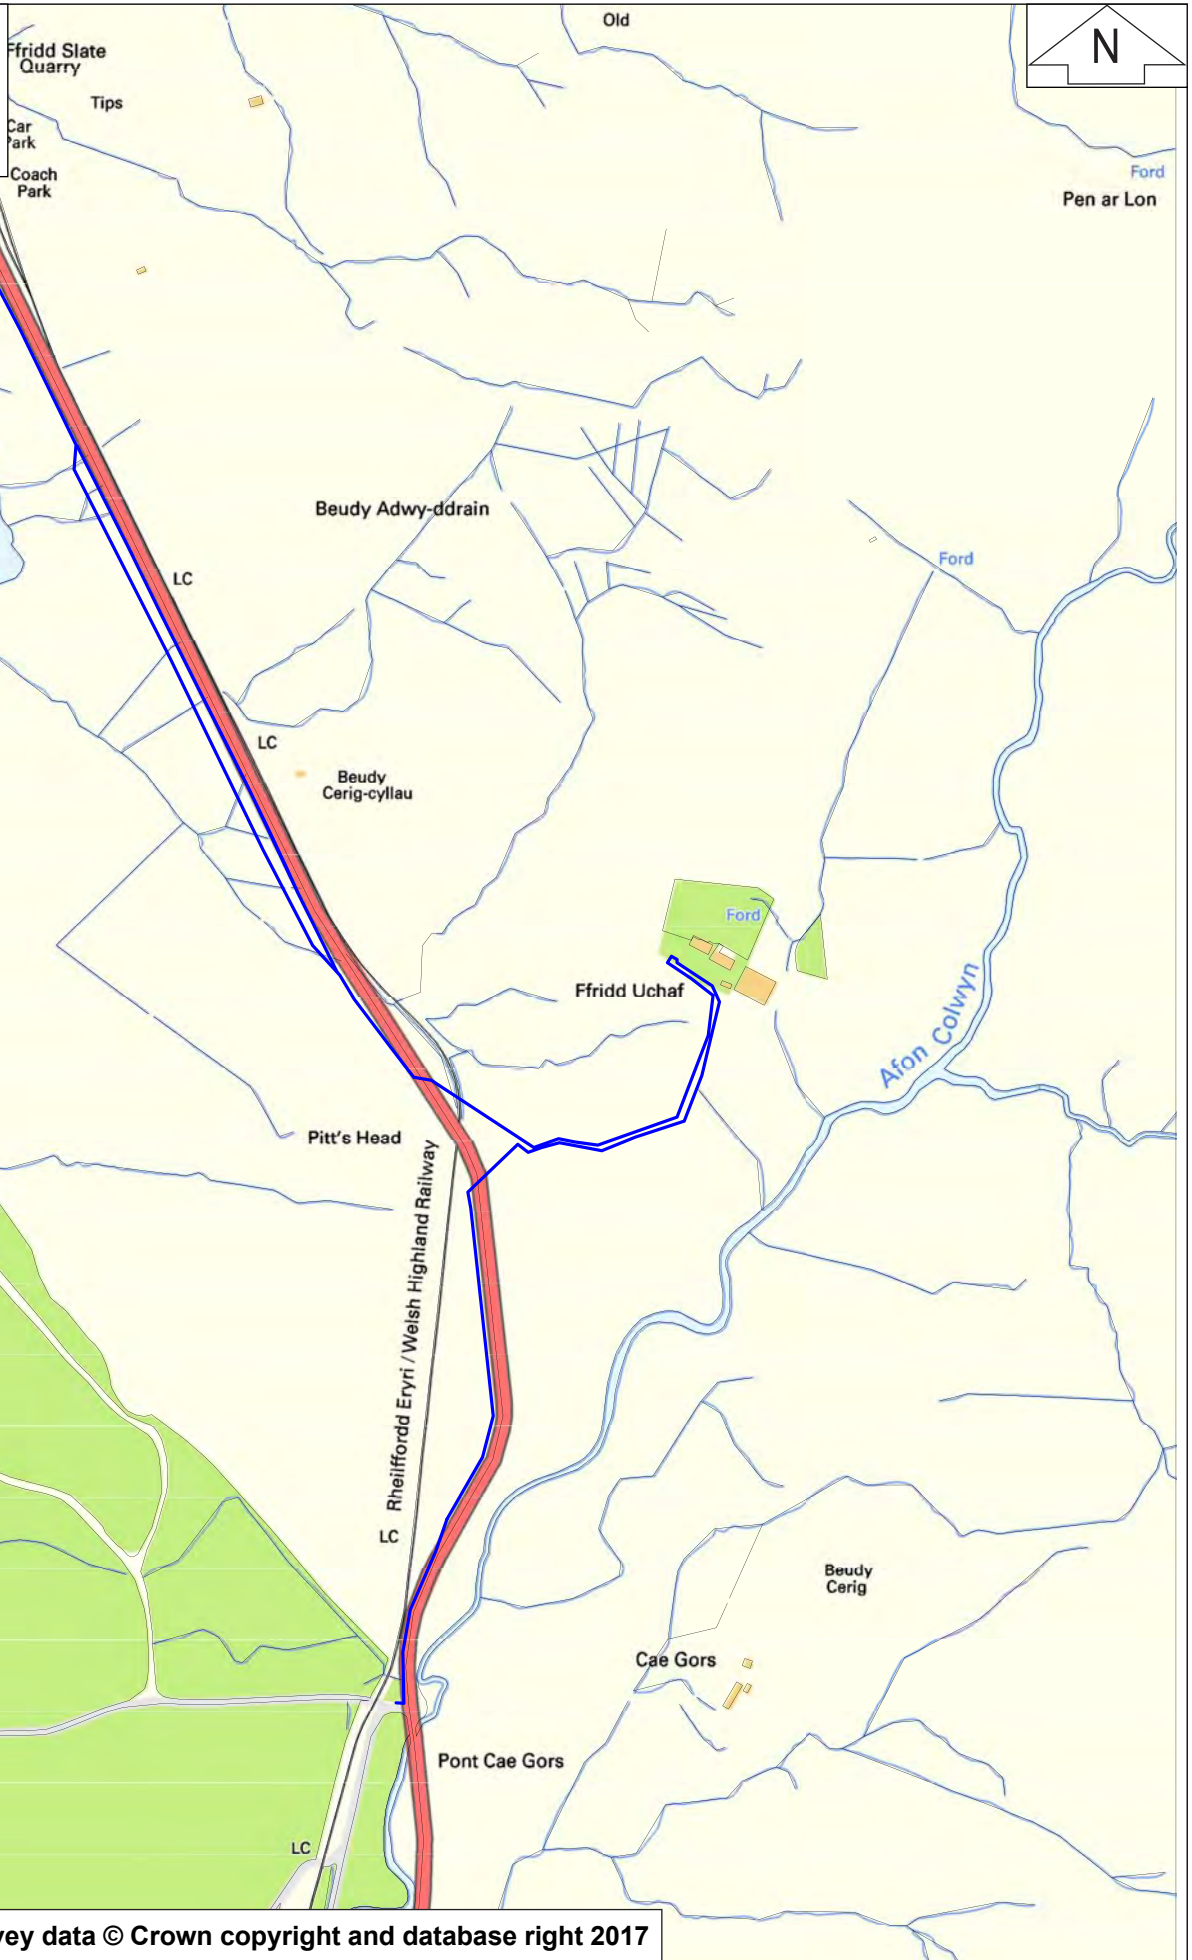 Old
N
Ffridd Slate
Quarry
Tips
Car
Park
Coach
Park
Ford
Pen ar Lon
Beudy Adwy-ddrain
Ford
LC
LC
Beudy
Cerig-cyllau
Ford
Ffridd Uchaf
Afon Colwyn
Pitt's Head
Rheilffordd Eryri / Welsh Highland Railway
LC
Beudy
Cerig
Cae Gors
Pont Cae Gors
LC
vey data © Crown copyright and database right 2017